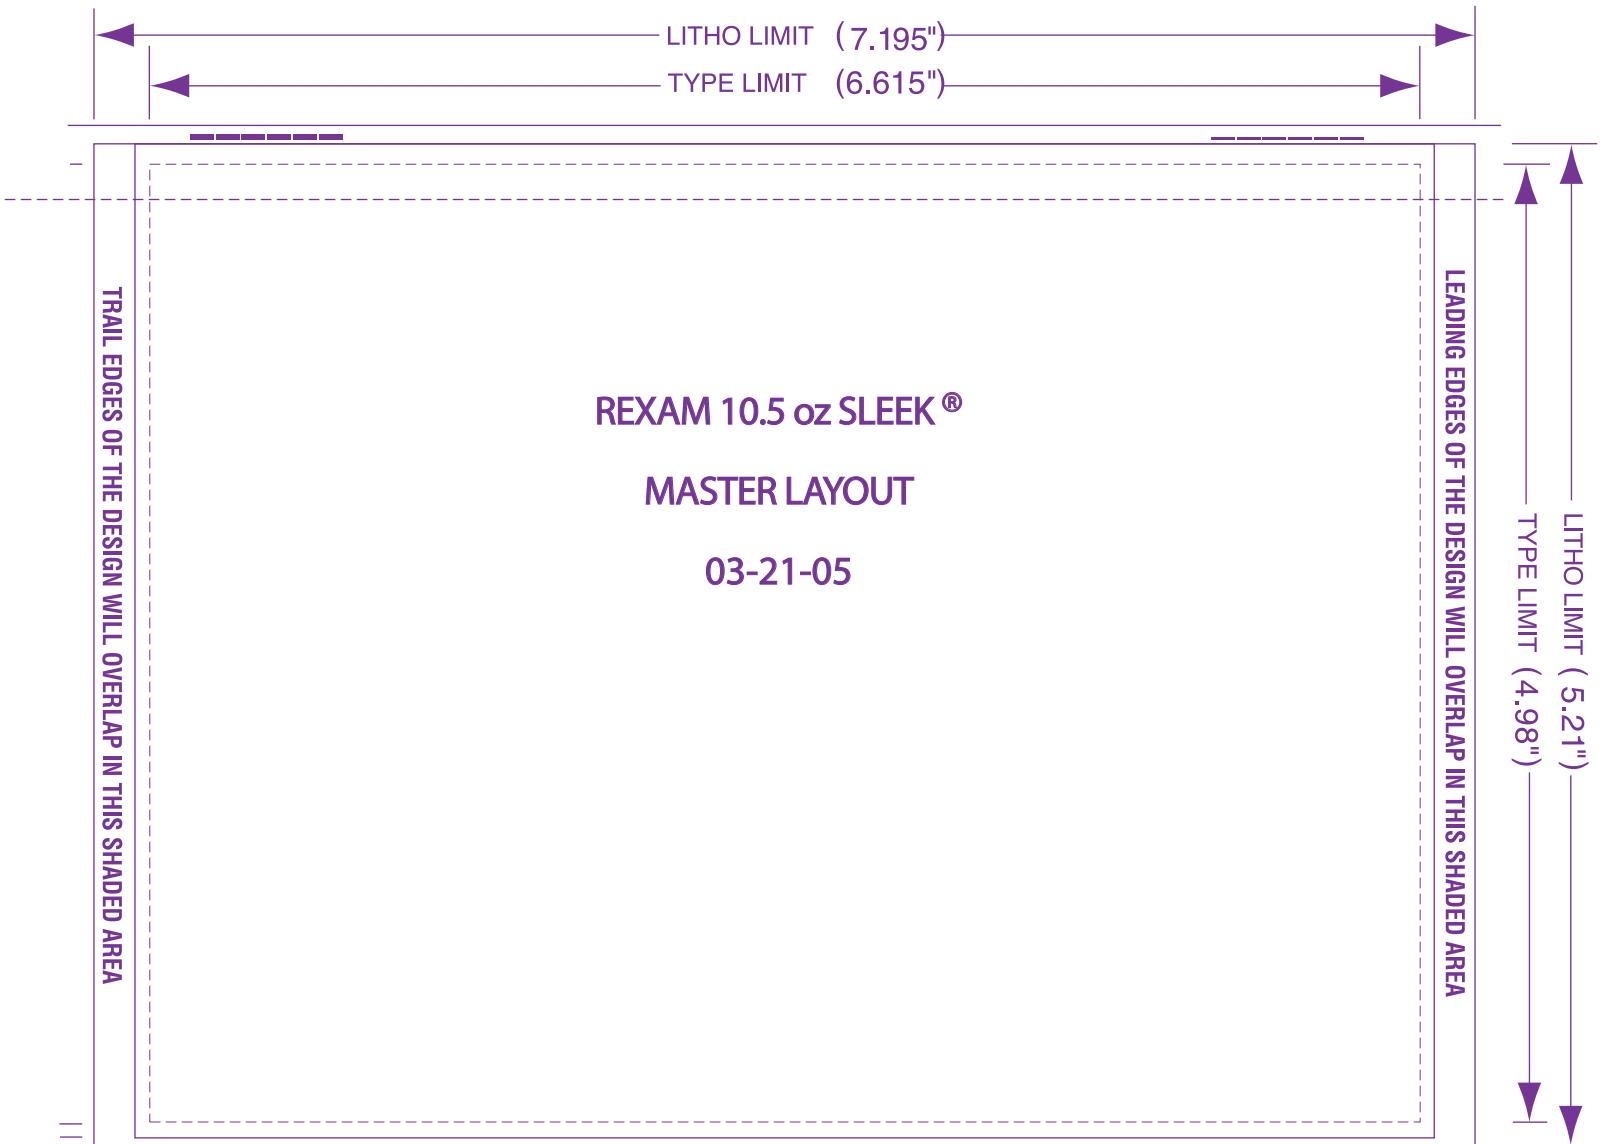 LITHO LIMIT (7.195")
TYPE LIMIT (6.615")
TRAIL EDGES OF THE DESIGN WILL OVERLAP IN THIS SHADED AREA
REXAM 10.5 oz SLEEK ®
MASTER LAYOUT
03-21-05
LEADING EDGES OF THE DESIGN WILL OVERLAP IN THIS SHADED AREA
TYPE LIMIT (4.98")
LITHO LIMIT ( 5.21")